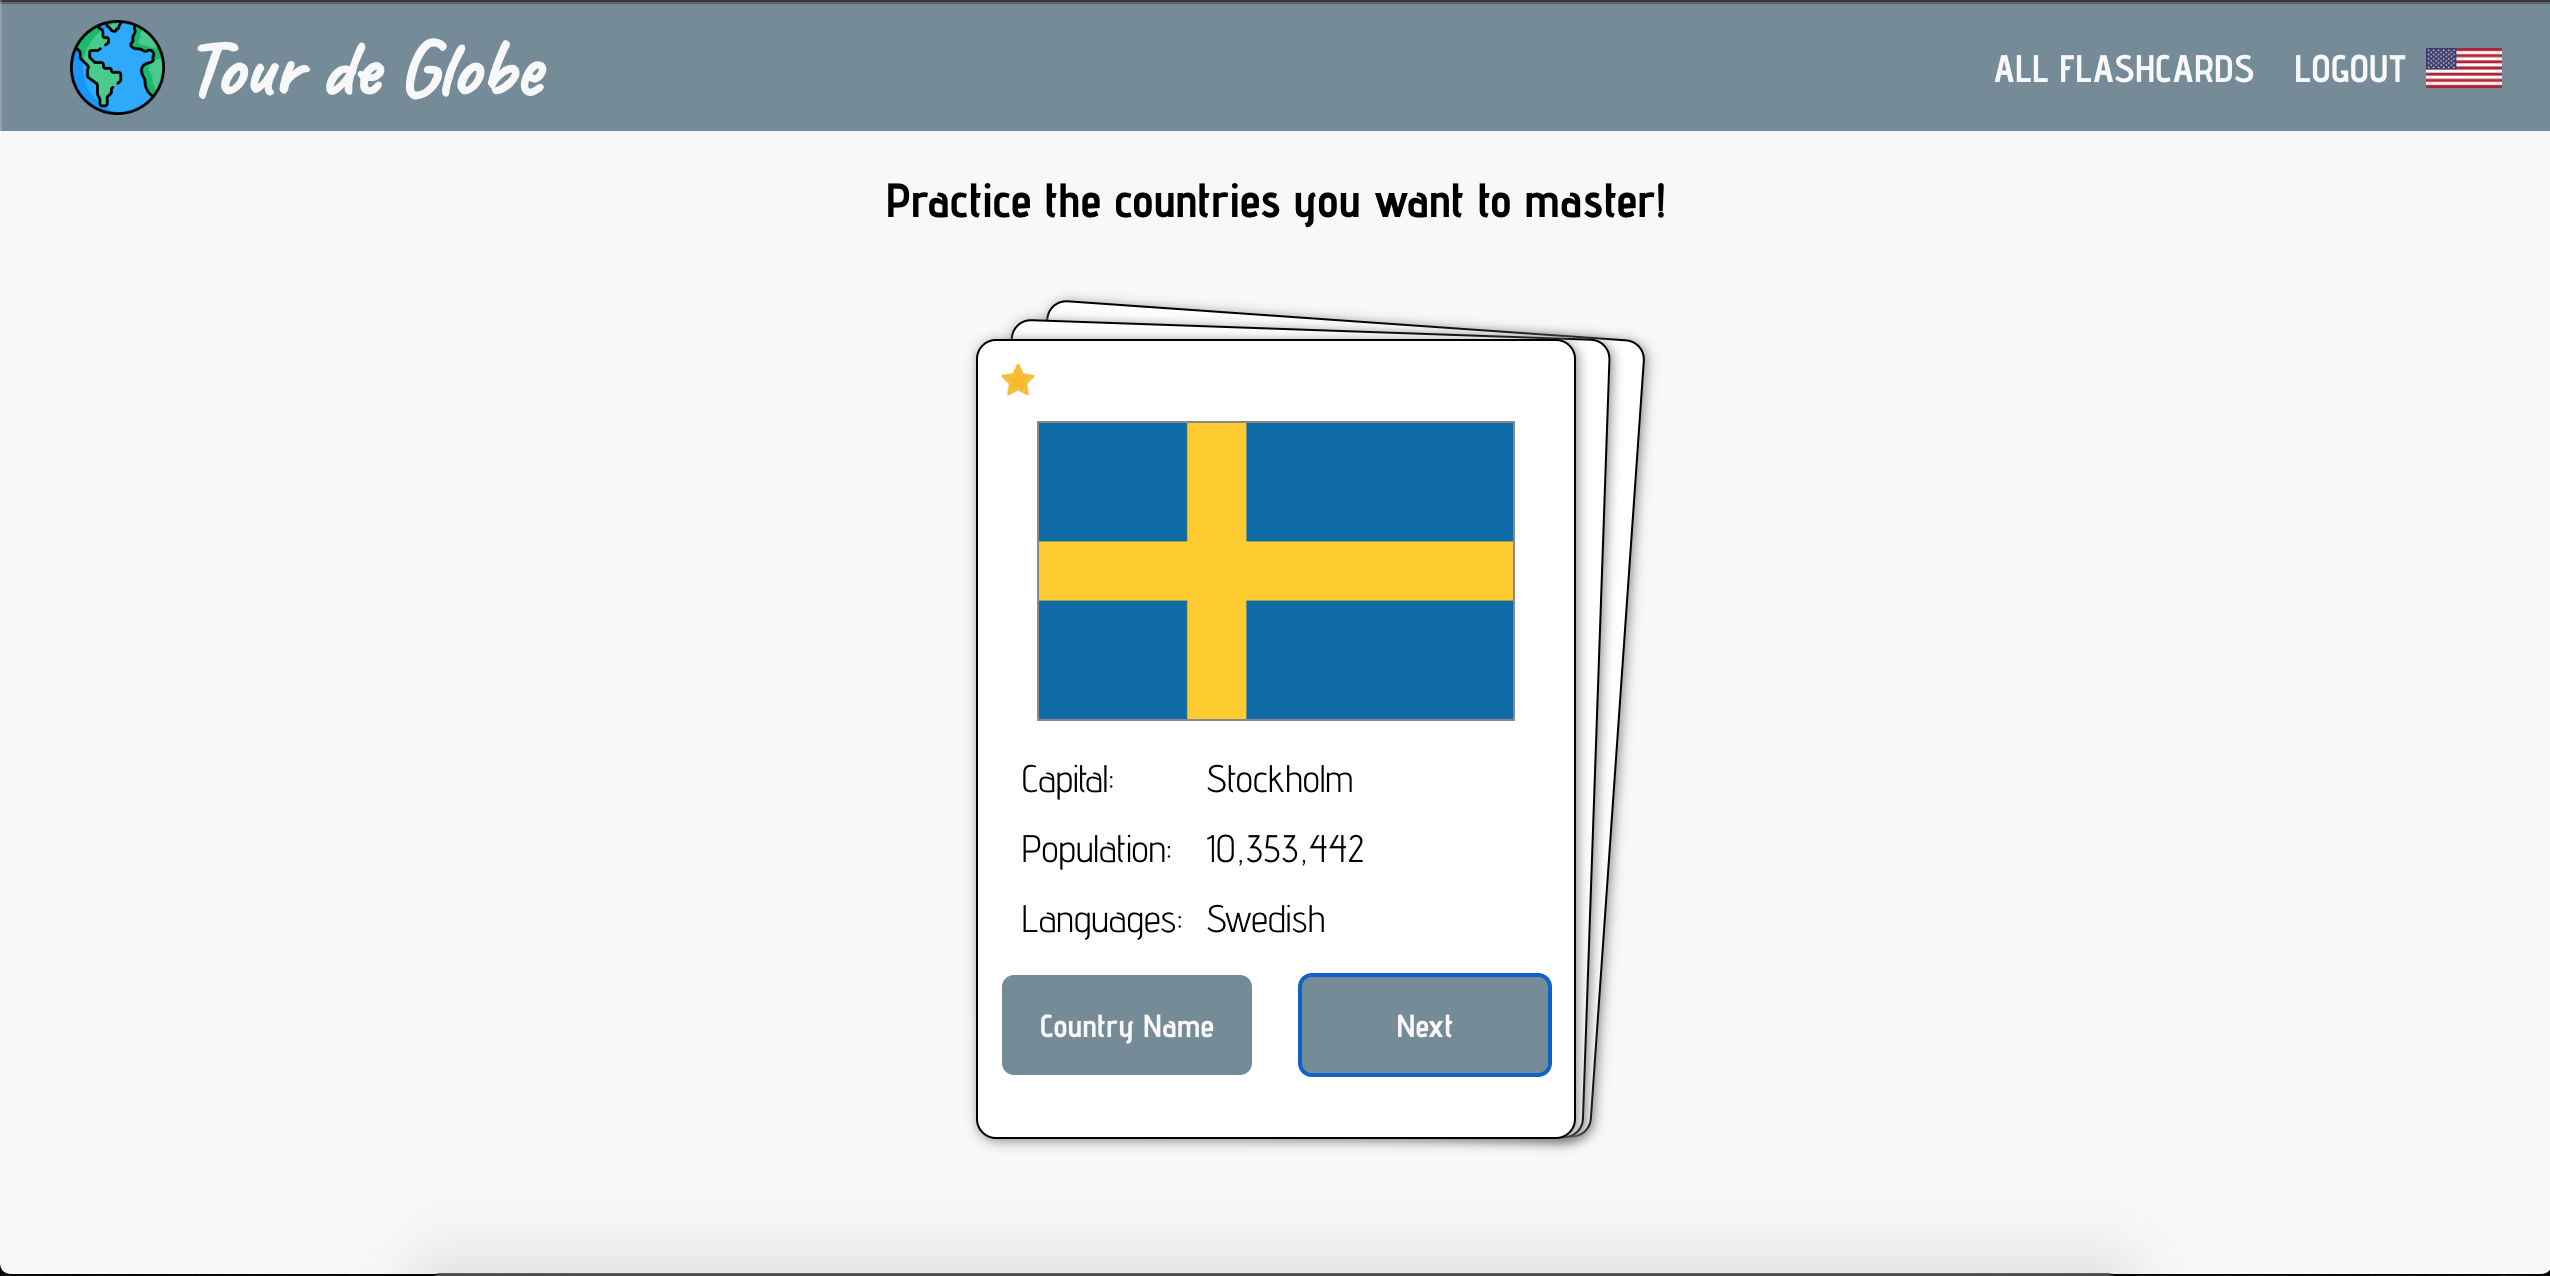 Tour de Globe
ALL FLASHCARDS LOGOUT
Practice the countries you want to master!
Capital: Stockholm
Population: 10,353,442
Languages: Swedish
Country Name Next